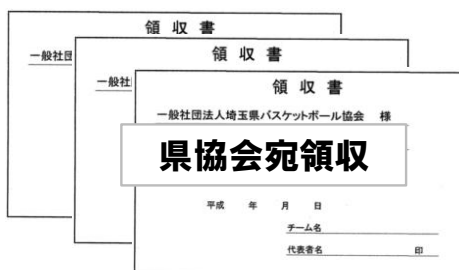 領収書
一般社団
領収書
一般社
領収書
一般社団法人埼玉県バスケットボール協会 様
県協会宛領収
平成 年 月 日
チーム名
代表者名 印